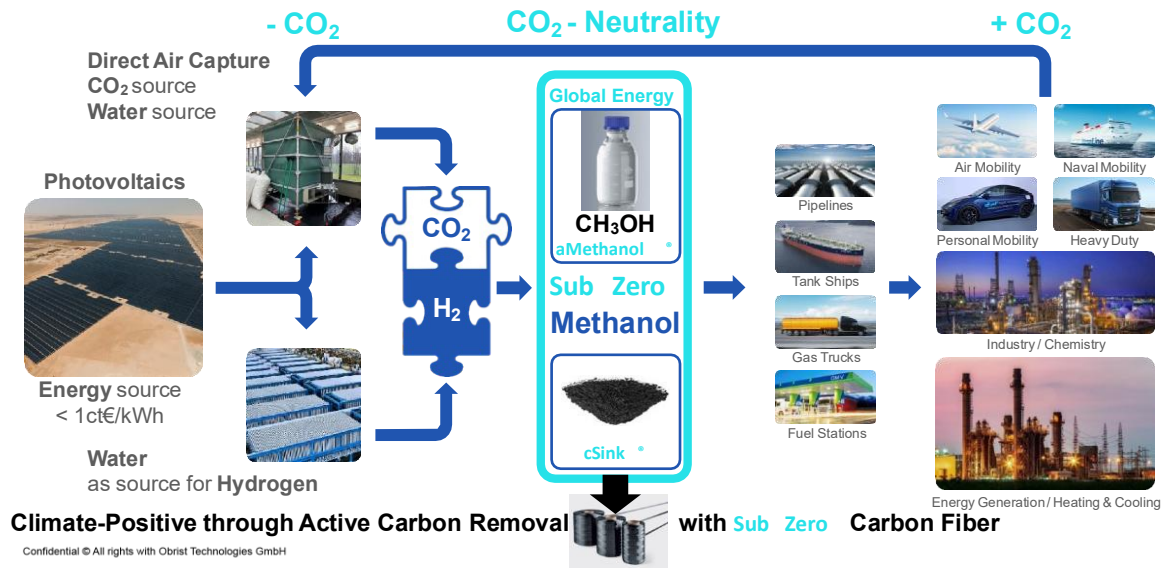 - CO₂
CO₂ - Neutrality
+ CO₂
Direct Air Capture
CO₂ source
Water source
Photovoltaics
Energy source
< 1ct€/kWh
Water
as source for Hydrogen
CO₂
H₂
Global Energy
CH₃OH
aMethanol ®
Sub Zero
Methanol
cSink ®
Pipelines
Tank Ships
Gas Trucks
Fuel Stations
Air Mobility
Naval Mobility
Personal Mobility
Heavy Duty
Industry / Chemistry
Energy Generation / Heating & Cooling
Climate-Positive through Active Carbon Removal with Sub Zero Carbon Fiber
Confidential © All rights with Obrist Technologies GmbH